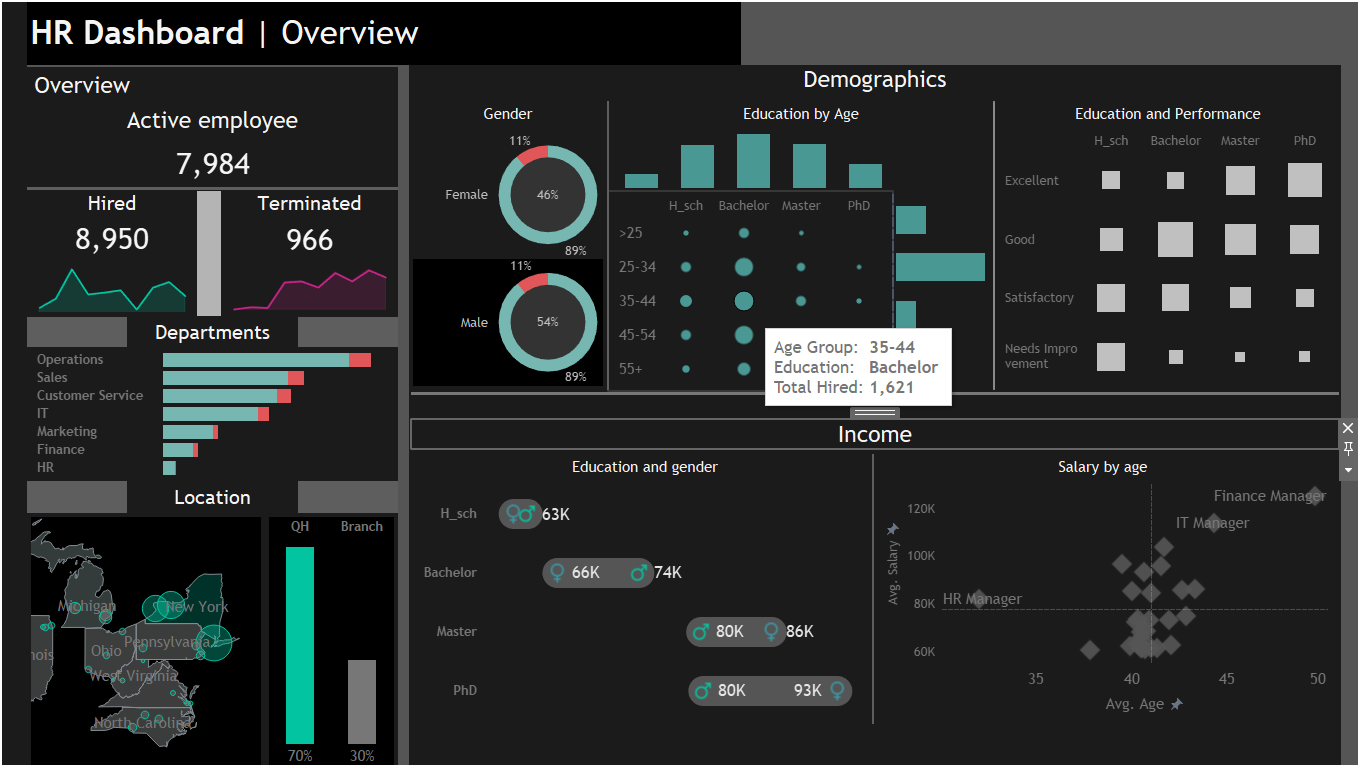 HR Dashboard | Overview
Overview
Active employee
7,984
Hired
8,950
Terminated
966
Departments
Operations
Sales
Customer Service
IT
Marketing
Finance
HR
Location
Michigan
New York
Pennsylvania
Ohio
nois
West Virginia
North Carolina
QH
Branch
70%
30%
Demographics
Gender
11%
Female
46%
89%
11%
Male
54%
89%
Education by Age
H_sch Bachelor Master PhD
>25
25-34
35-44
45-54
55+
Age Group: 35-44
Education: Bachelor
Total Hired: 1,621
Education and Performance
H_sch Bachelor Master PhD
Excellent
Good
Satisfactory
Needs Impro
vement
Income
Education and gender
H_sch 63K
Bachelor 66K 74K
Master 80K 86K
PhD 80K 93K
Salary by age
Avg. Salary
120K
100K
80K
60K
Finance Manager
IT Manager
HR Manager
35 40 45 50
Avg. Age